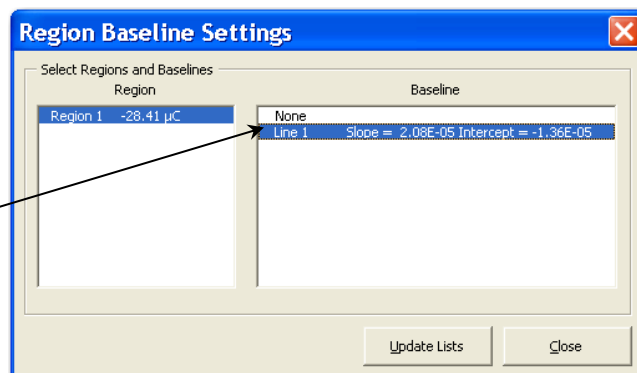 Region Baseline Settings
Select Regions and Baselines
Region Baseline
Region 1 -28.41 µC
None
Line 1 Slope = 2.08E-05 Intercept = -1.36E-05
Update Lists Close